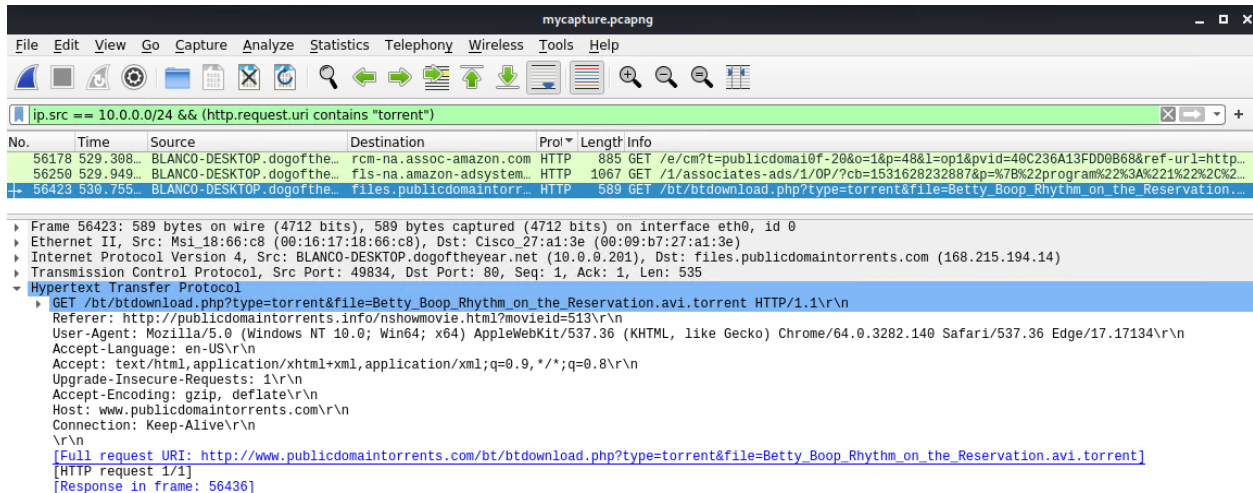 mycapture.pcapng
File Edit View Go Capture Analyze Statistics Telephony Wireless Tools Help
ip.src == 10.0.0.0/24 && (http.request.uri contains "torrent")
No. Time Source Destination Prot Length Info
56178 529.308… BLANCO-DESKTOP.dogofthe… rcm-na.assoc-amazon.com HTTP 885 GET /e/cm?t=publicdomai0f-20&o=1&p=48&l=op1&pvid=40C236A13FDD0B68&ref-url=http…
56250 529.949… BLANCO-DESKTOP.dogofthe… fls-na.amazon-adsystem… HTTP 1067 GET /1/associates-ads/1/OP/?cb=1531628232887&p=%7B%22program%22%3A%221%22%2C%2…
56423 530.755… BLANCO-DESKTOP.dogofthe… files.publicdomaintorr… HTTP 589 GET /bt/btdownload.php?type=torrent&file=Betty_Boop_Rhythm_on_the_Reservation.…
Frame 56423: 589 bytes on wire (4712 bits), 589 bytes captured (4712 bits) on interface eth0, id 0
Ethernet II, Src: Msi_18:66:c8 (00:16:17:18:66:c8), Dst: Cisco_27:a1:3e (00:09:b7:27:a1:3e)
Internet Protocol Version 4, Src: BLANCO-DESKTOP.dogoftheyear.net (10.0.0.201), Dst: files.publicdomaintorrents.com (168.215.194.14)
Transmission Control Protocol, Src Port: 49834, Dst Port: 80, Seq: 1, Ack: 1, Len: 535
Hypertext Transfer Protocol
GET /bt/btdownload.php?type=torrent&file=Betty_Boop_Rhythm_on_the_Reservation.avi.torrent HTTP/1.1\r\n
Referer: http://publicdomaintorrents.info/nshowmovie.html?movieid=513\r\n
User-Agent: Mozilla/5.0 (Windows NT 10.0; Win64; x64) AppleWebKit/537.36 (KHTML, like Gecko) Chrome/64.0.3282.140 Safari/537.36 Edge/17.17134\r\n
Accept-Language: en-US\r\n
Accept: text/html,application/xhtml+xml,application/xml;q=0.9,*/*;q=0.8\r\n
Upgrade-Insecure-Requests: 1\r\n
Accept-Encoding: gzip, deflate\r\n
Host: www.publicdomaintorrents.com\r\n
Connection: Keep-Alive\r\n
\r\n
[Full request URI: http://www.publicdomaintorrents.com/bt/btdownload.php?type=torrent&file=Betty_Boop_Rhythm_on_the_Reservation.avi.torrent]
[HTTP request 1/1]
[Response in frame: 56436]